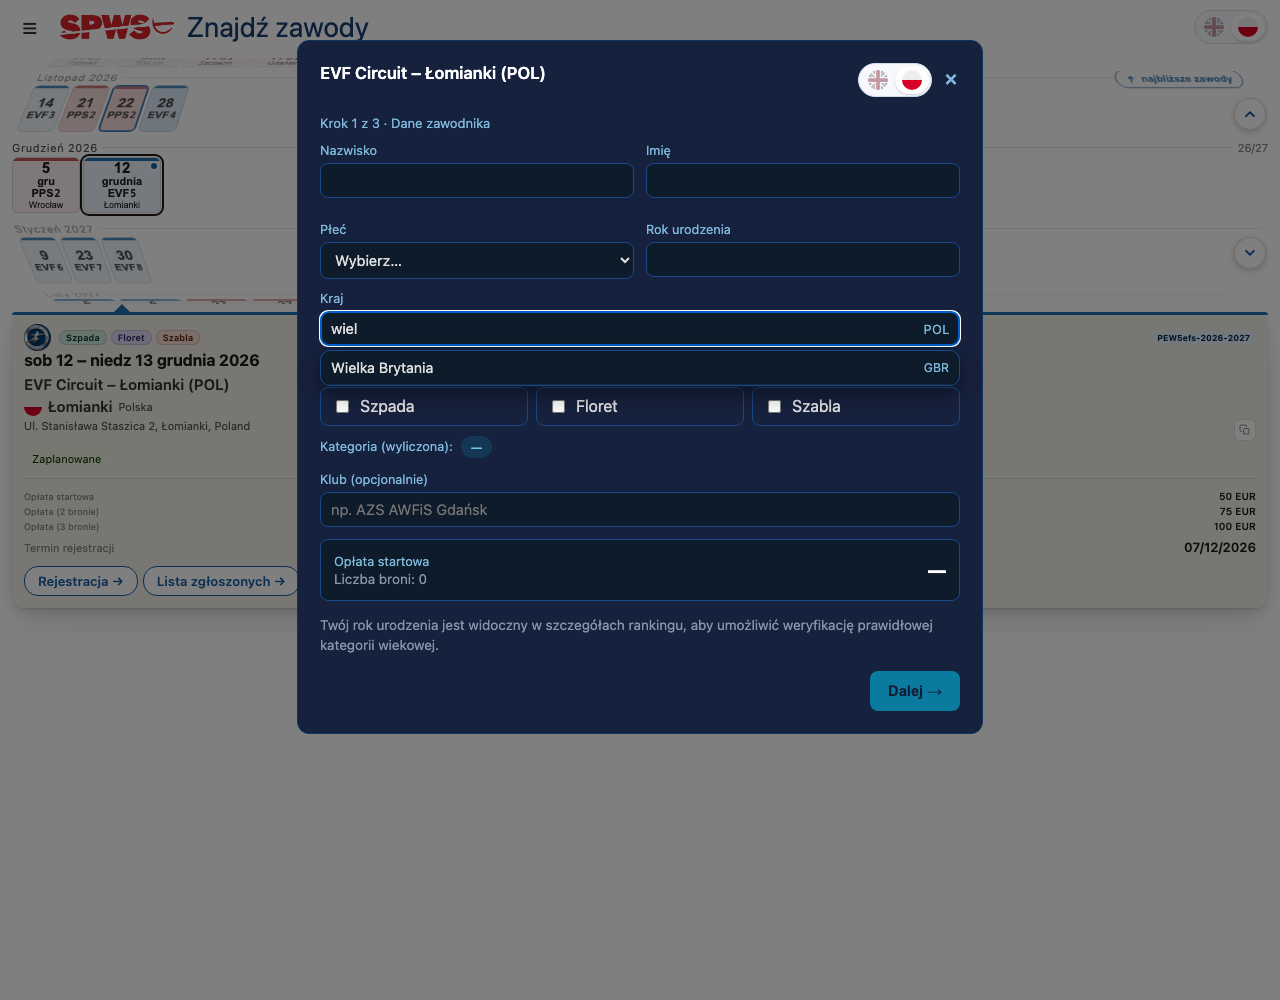 SPWS Znajdź zawody
Listopad 2026
najbliższe zawody
14 EVF3
21 PPS2
22 PPS2
28 EVF4
Grudzień 2026
26/27
5 gru PPS2 Wrocław
12 grudnia EVF5 Łomianki
Styczeń 2027
9 EVF6
23 EVF7
30 EVF8
Szpada Floret Szabla
PEW5efs-2026-2027
sob 12 – niedz 13 grudnia 2026
EVF Circuit – Łomianki (POL)
Łomianki Polska
Ul. Stanisława Staszica 2, Łomianki, Poland
Zaplanowane
Opłata startowa 50 EUR
Opłata (2 bronie) 75 EUR
Opłata (3 bronie) 100 EUR
Termin rejestracji 07/12/2026
Rejestracja →
Lista zgłoszonych →
EVF Circuit – Łomianki (POL)
×
Krok 1 z 3 · Dane zawodnika
Nazwisko
Imię
Płeć
Wybierz...
Rok urodzenia
Kraj
wiel POL
Wielka Brytania GBR
Szpada
Floret
Szabla
Kategoria (wyliczona): —
Klub (opcjonalnie)
np. AZS AWFiS Gdańsk
Opłata startowa
Liczba broni: 0
—
Twój rok urodzenia jest widoczny w szczegółach rankingu, aby umożliwić weryfikację prawidłowej
kategorii wiekowej.
Dalej →